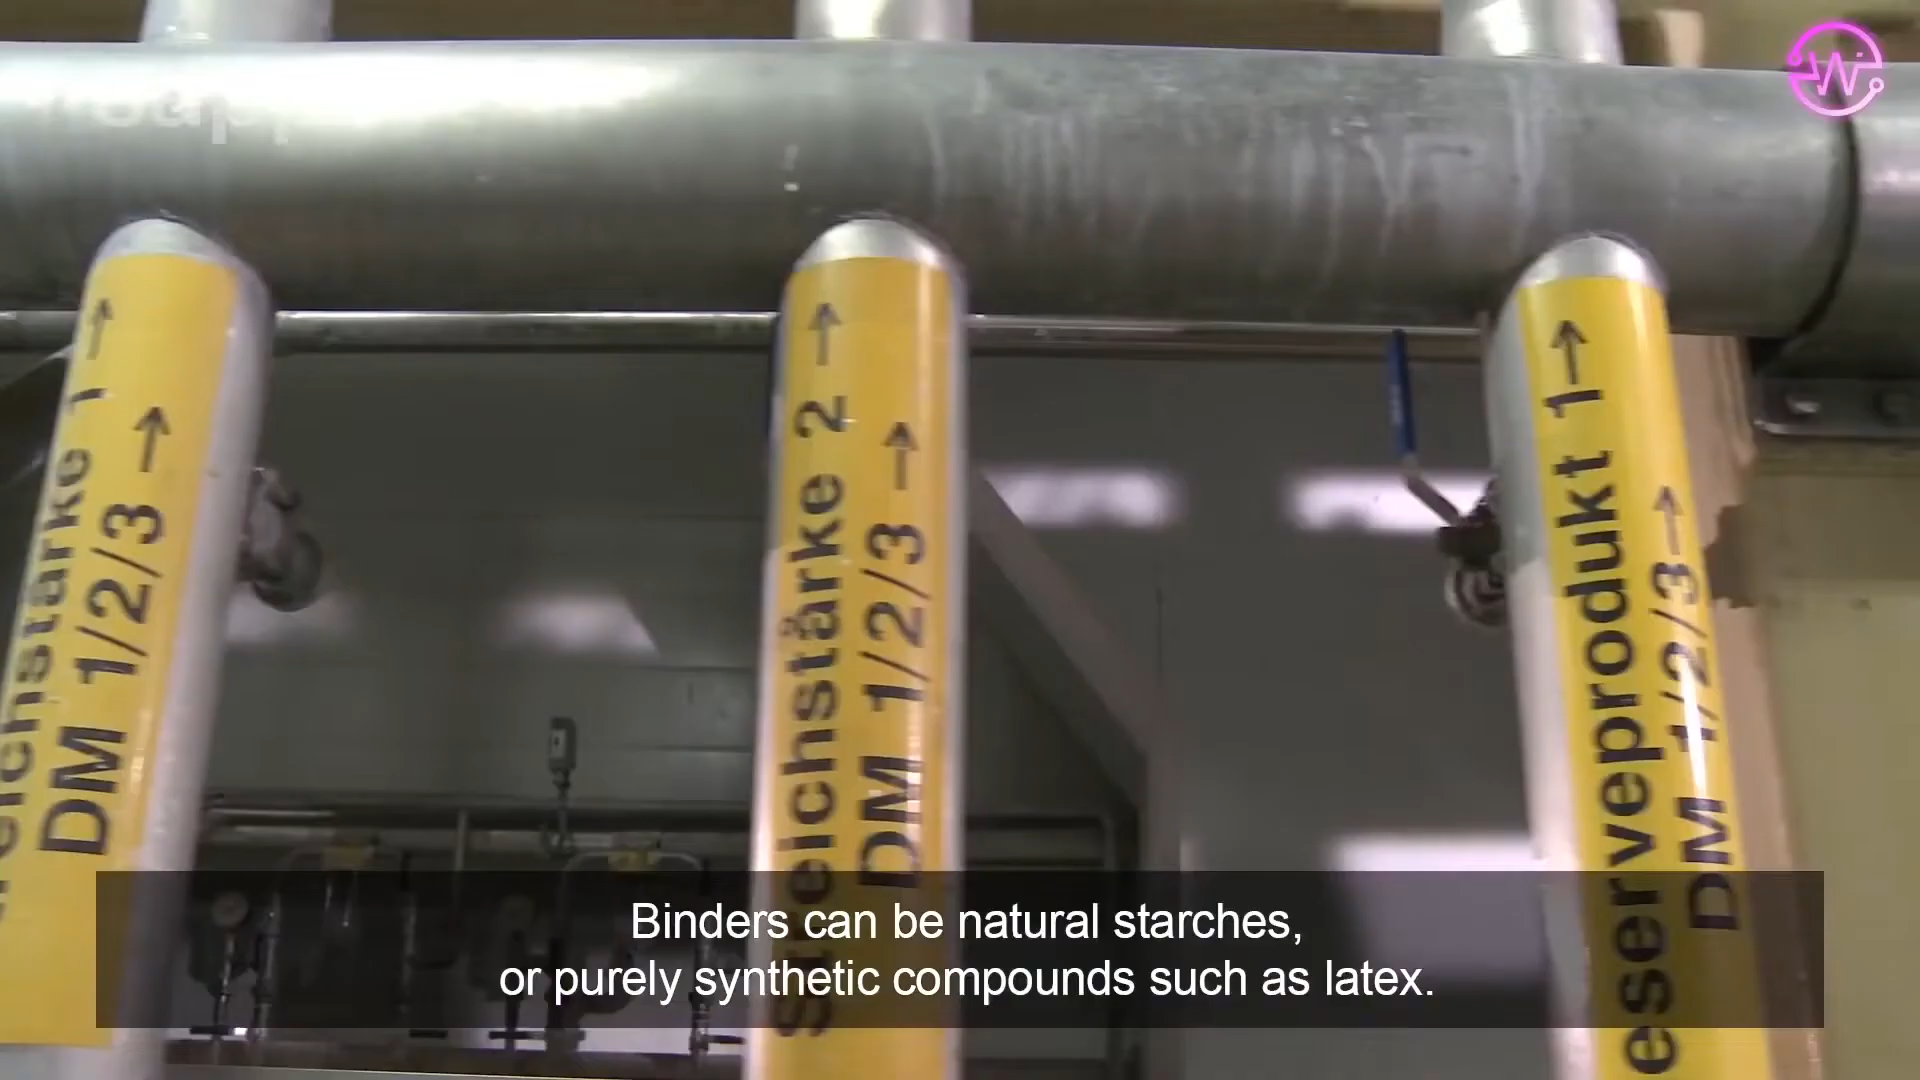 Streichstärke 1 →
DM 1/2/3 →
Streichstärke 2 →
DM 1/2/3 →
eserveprodukt 1 →
DM 1/2/3 →
Binders can be natural starches,
or purely synthetic compounds such as latex.